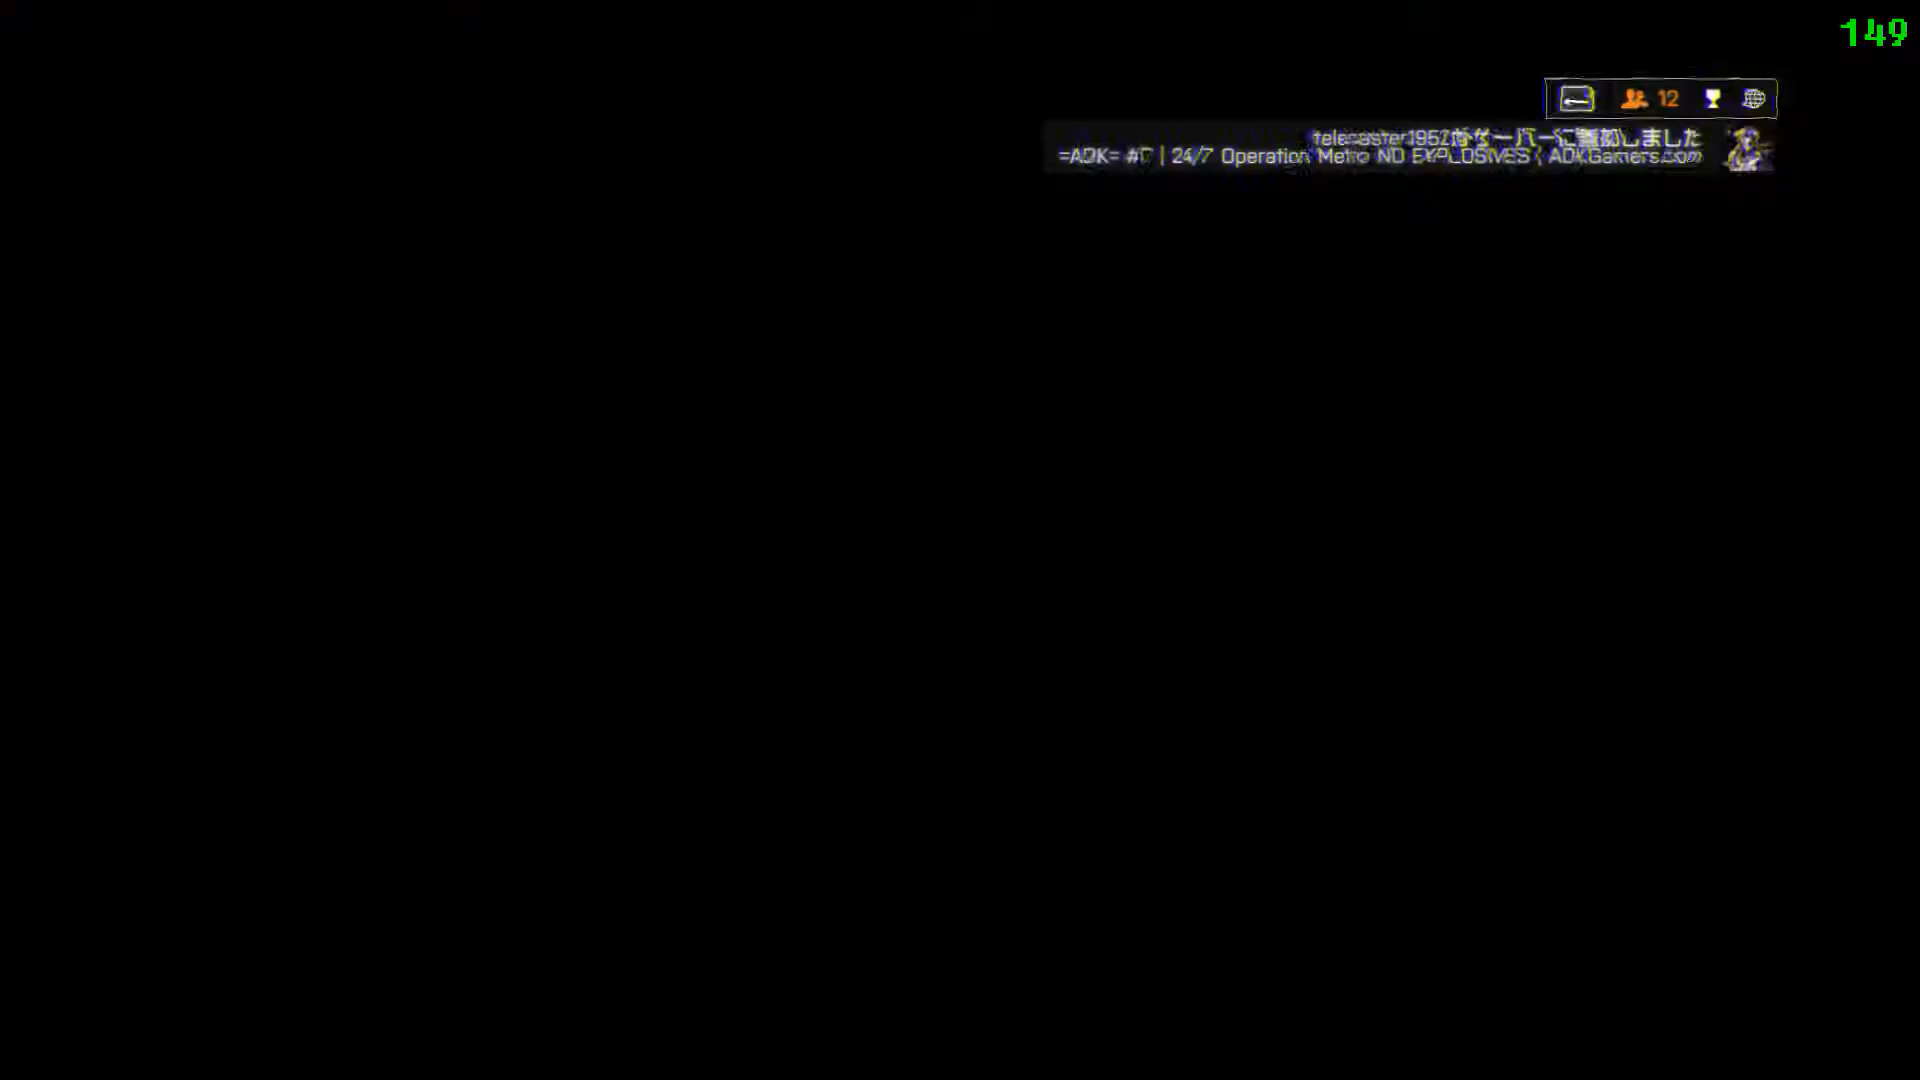 149
12
telecaster1952がサーバーに参加しました
=ADK= # | 24/7 Operation Metro NO EXPLOSIVES | ADKGamers.com